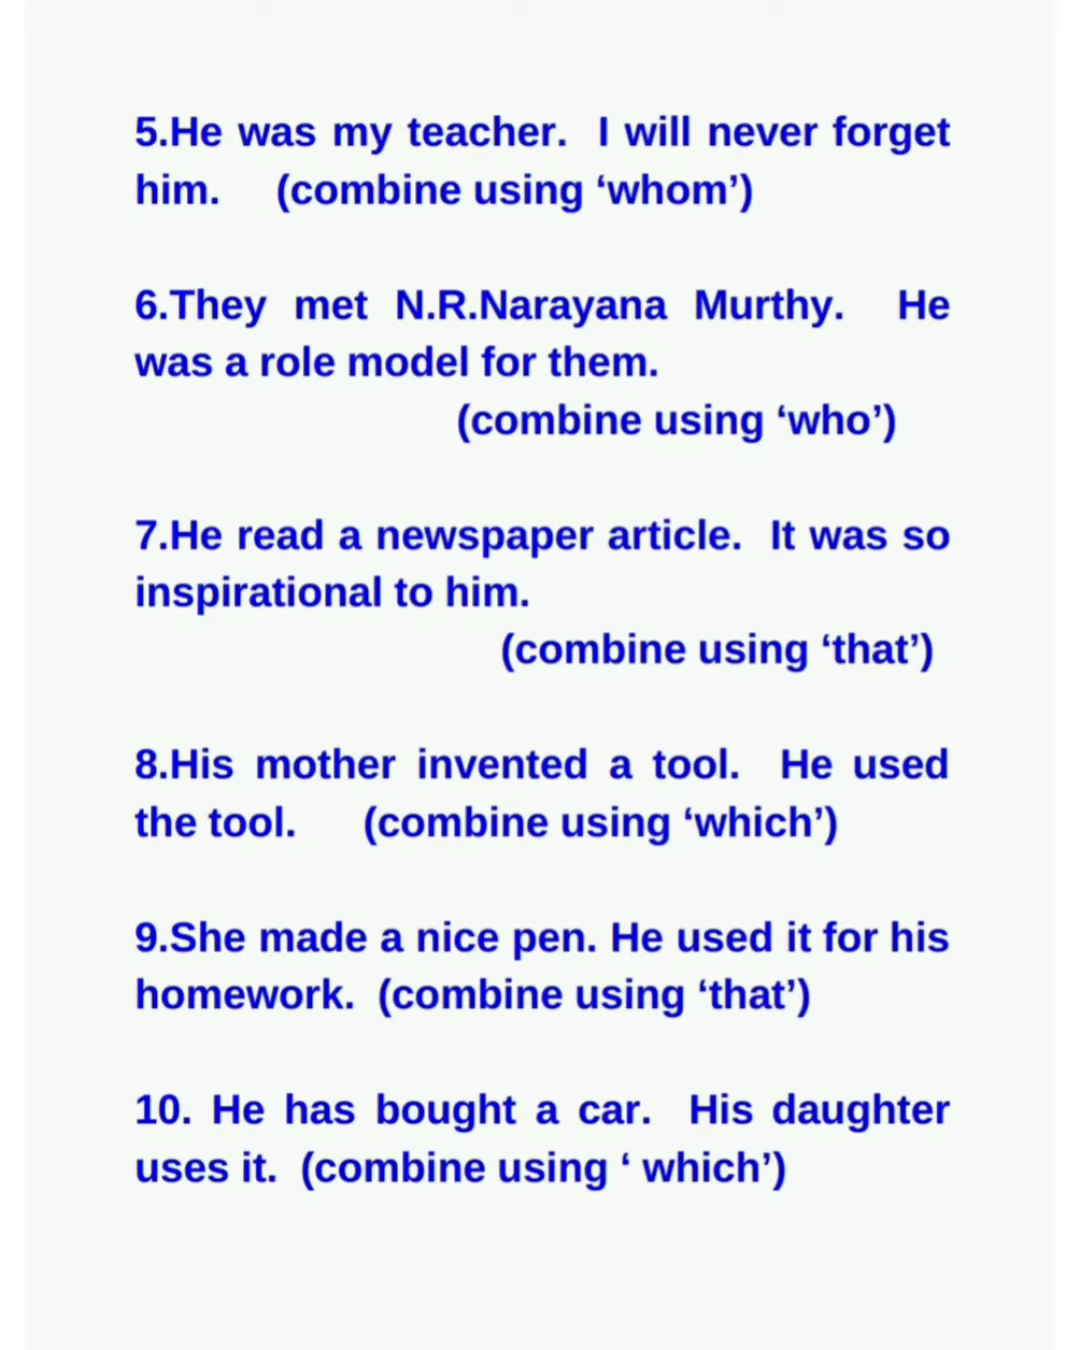 5.He was my teacher. I will never forget
him. (combine using ‘whom’)
6.They met N.R.Narayana Murthy. He
was a role model for them.
(combine using ‘who’)
7.He read a newspaper article. It was so
inspirational to him.
(combine using ‘that’)
8.His mother invented a tool. He used
the tool. (combine using ‘which’)
9.She made a nice pen. He used it for his
homework. (combine using ‘that’)
10. He has bought a car. His daughter
uses it. (combine using ‘ which’)